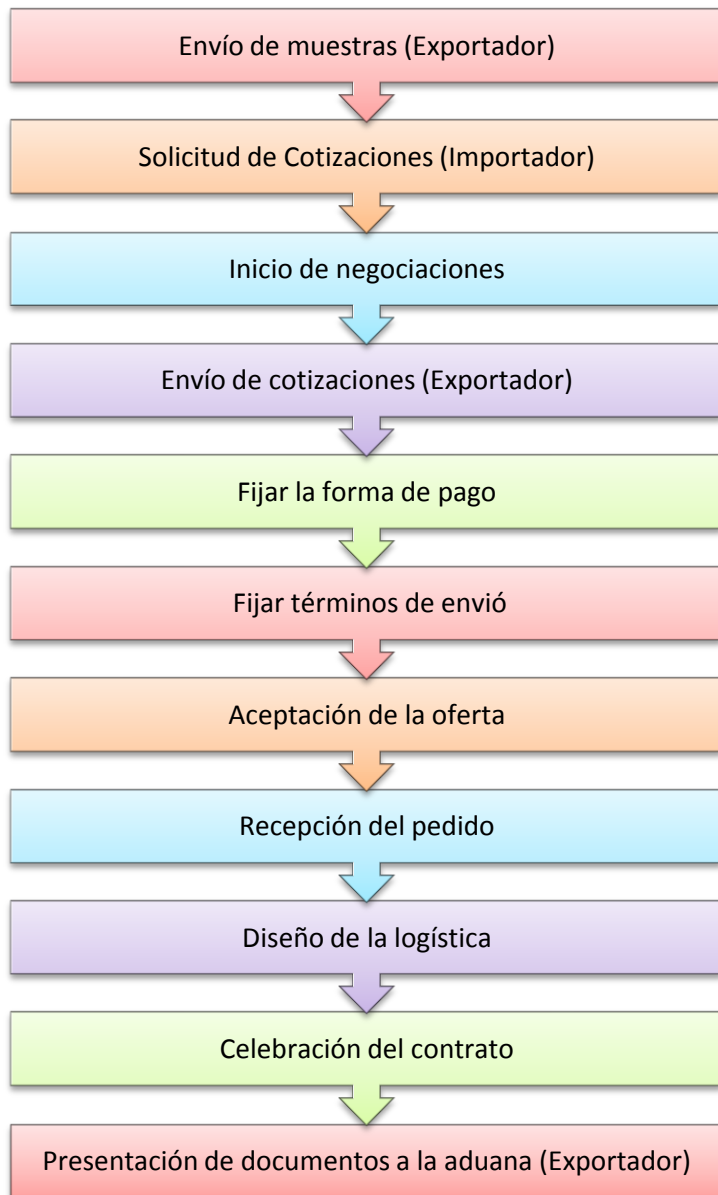 Envío de muestras (Exportador)
Solicitud de Cotizaciones (Importador)
Inicio de negociaciones
Envío de cotizaciones (Exportador)
Fijar la forma de pago
Fijar términos de envió
Aceptación de la oferta
Recepción del pedido
Diseño de la logística
Celebración del contrato
Presentación de documentos a la aduana (Exportador)